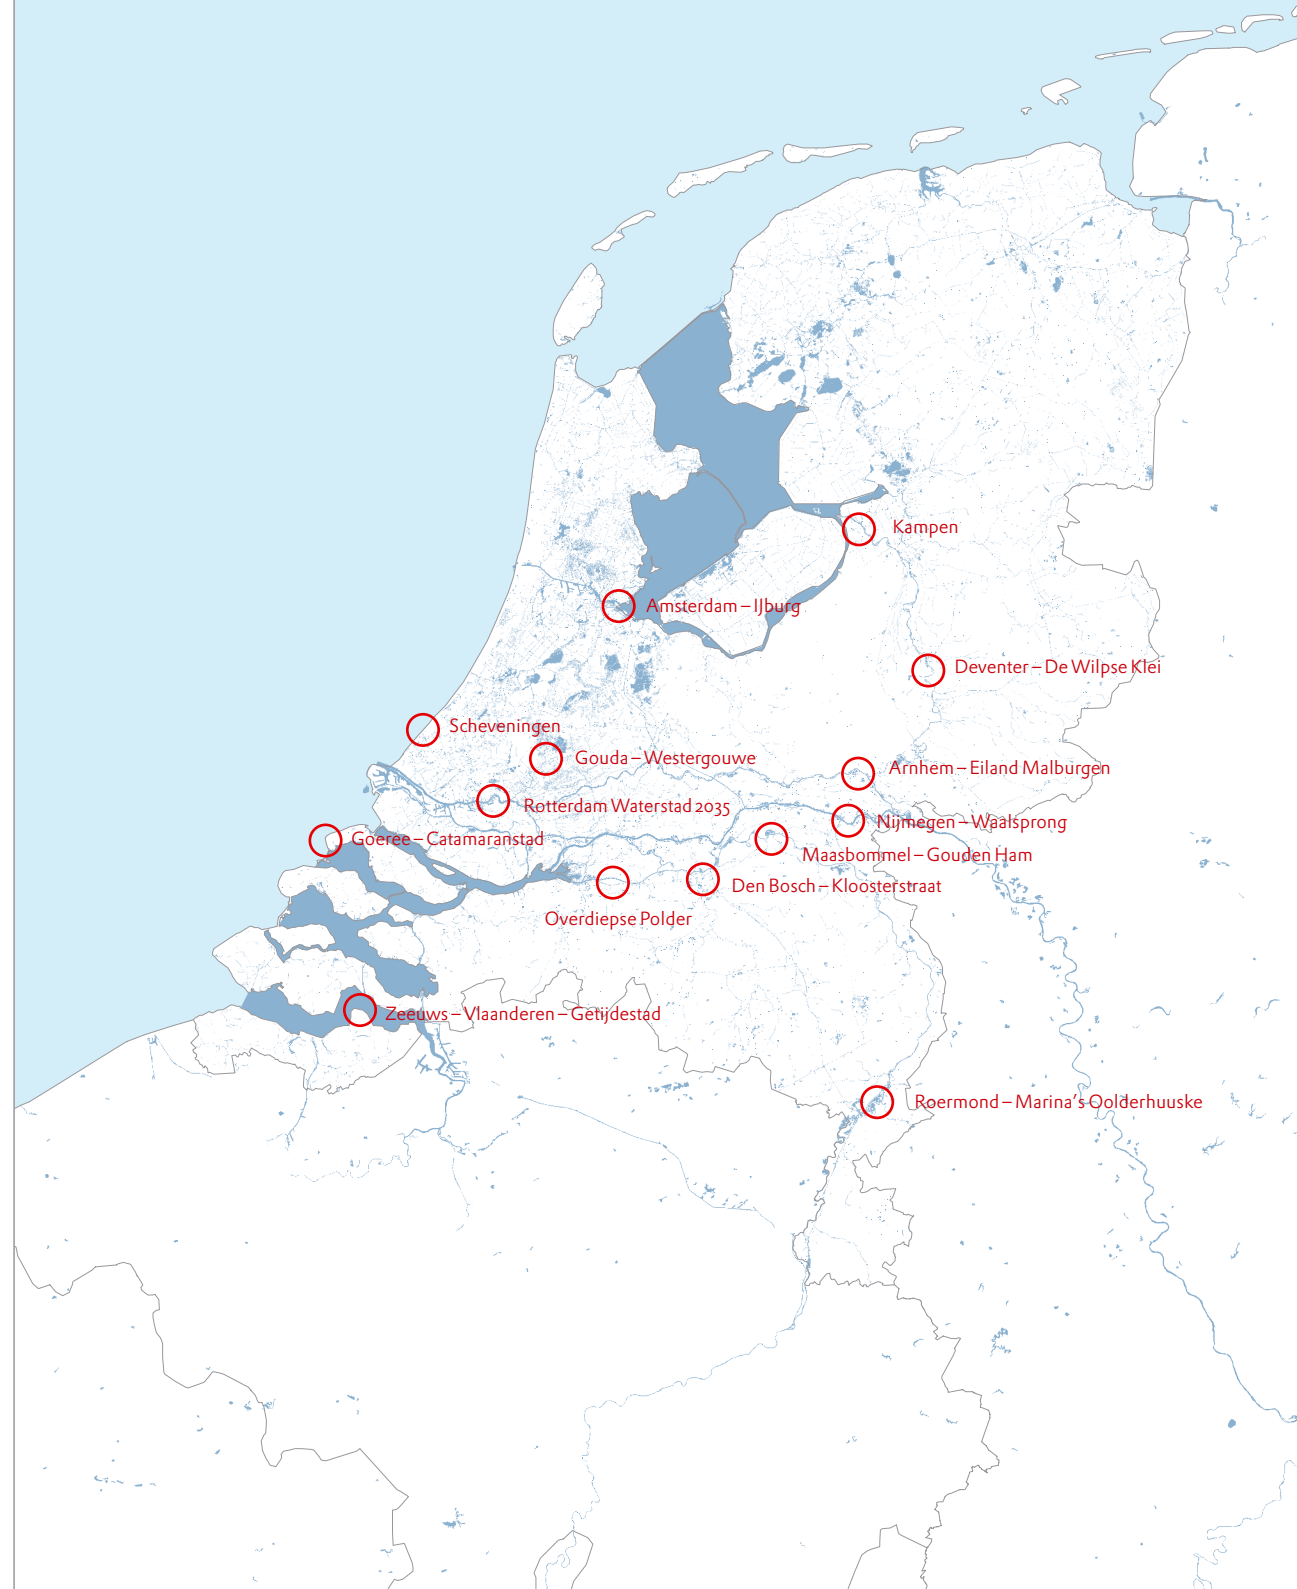 Kampen
Amsterdam – IJburg
Deventer – De Wilpse Klei
Scheveningen
Gouda – Westergouwe
Arnhem – Eiland Malburgen
Rotterdam Waterstad 2035
Nijmegen – Waalsprong
Goeree – Catamaranstad
Maasbommel – Gouden Ham
Den Bosch – Kloosterstraat
Overdiepse Polder
Zeeuws – Vlaanderen – Getijdestad
Roermond – Marina's Oolderhuuske